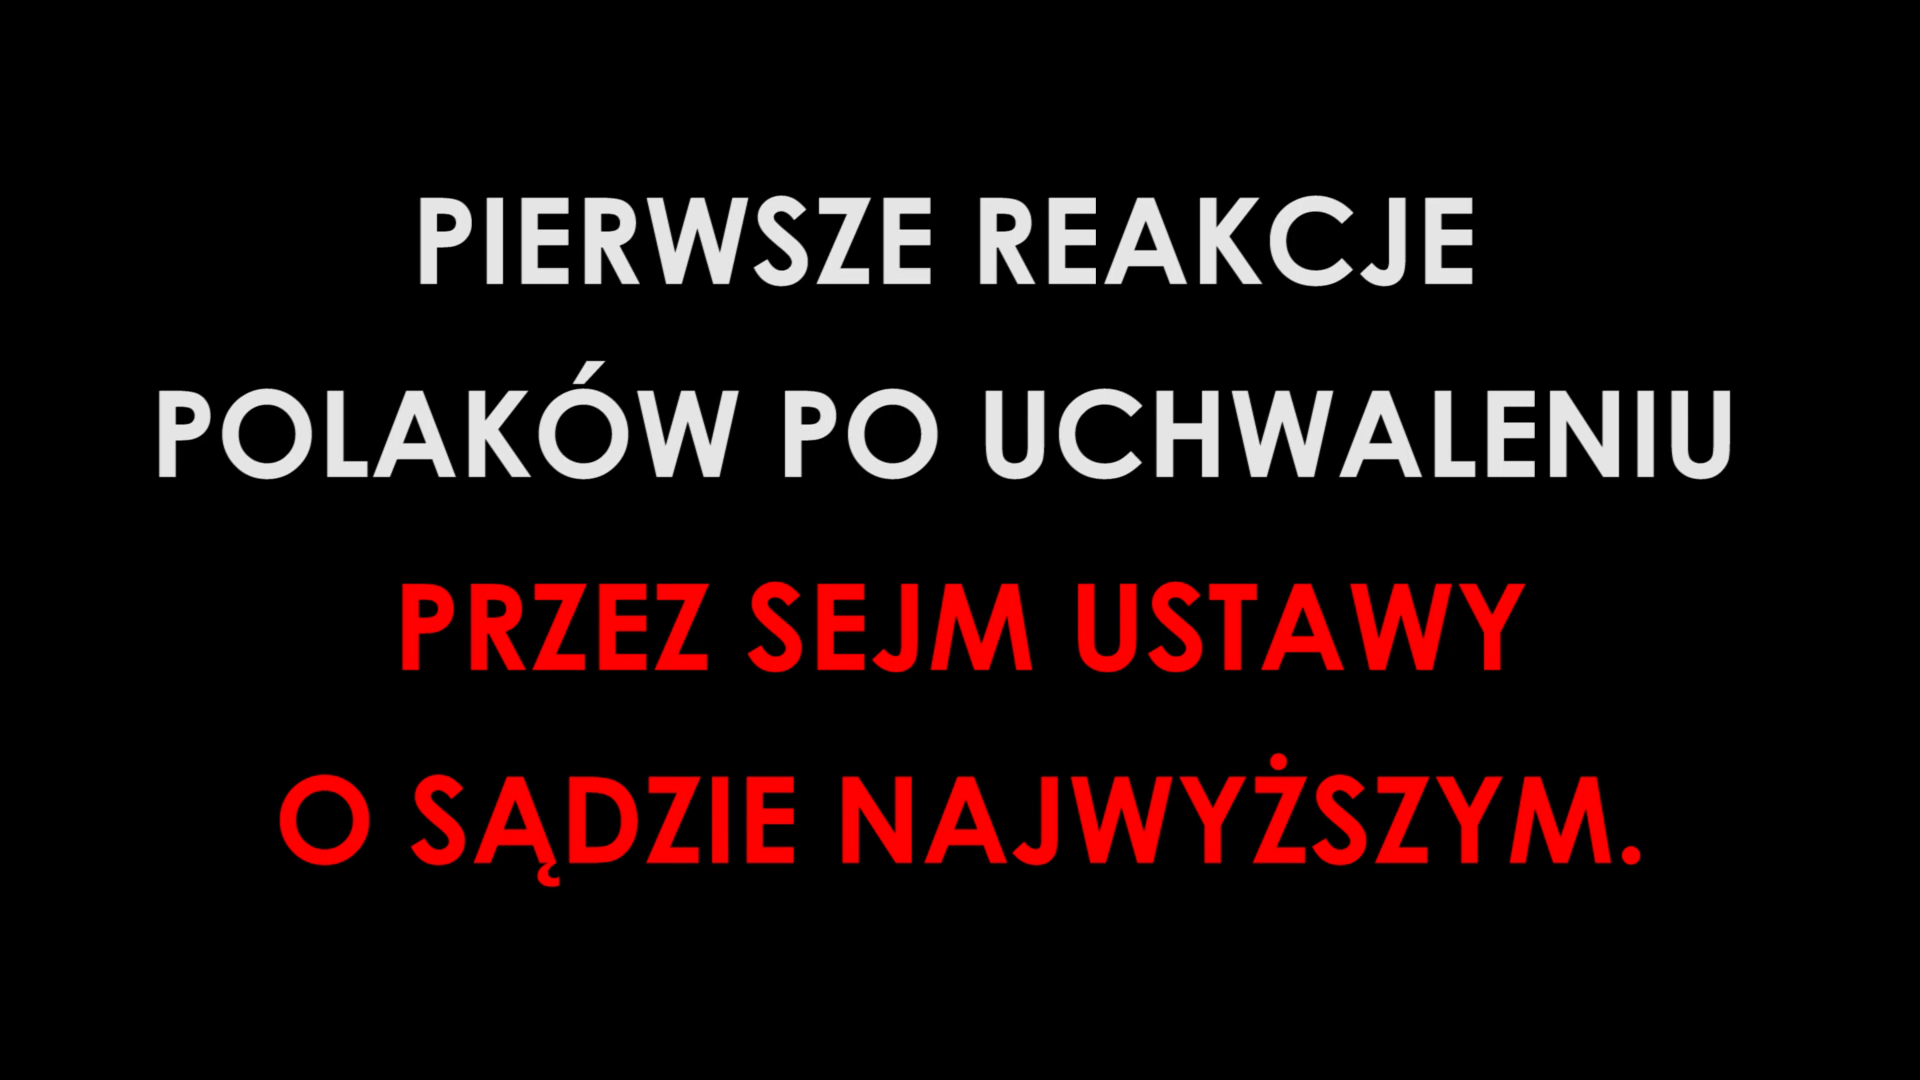 PIERWSZE REAKCJE
POLAKÓW PO UCHWALENIU
PRZEZ SEJM USTAWY
O SĄDZIE NAJWYŻSZYM.